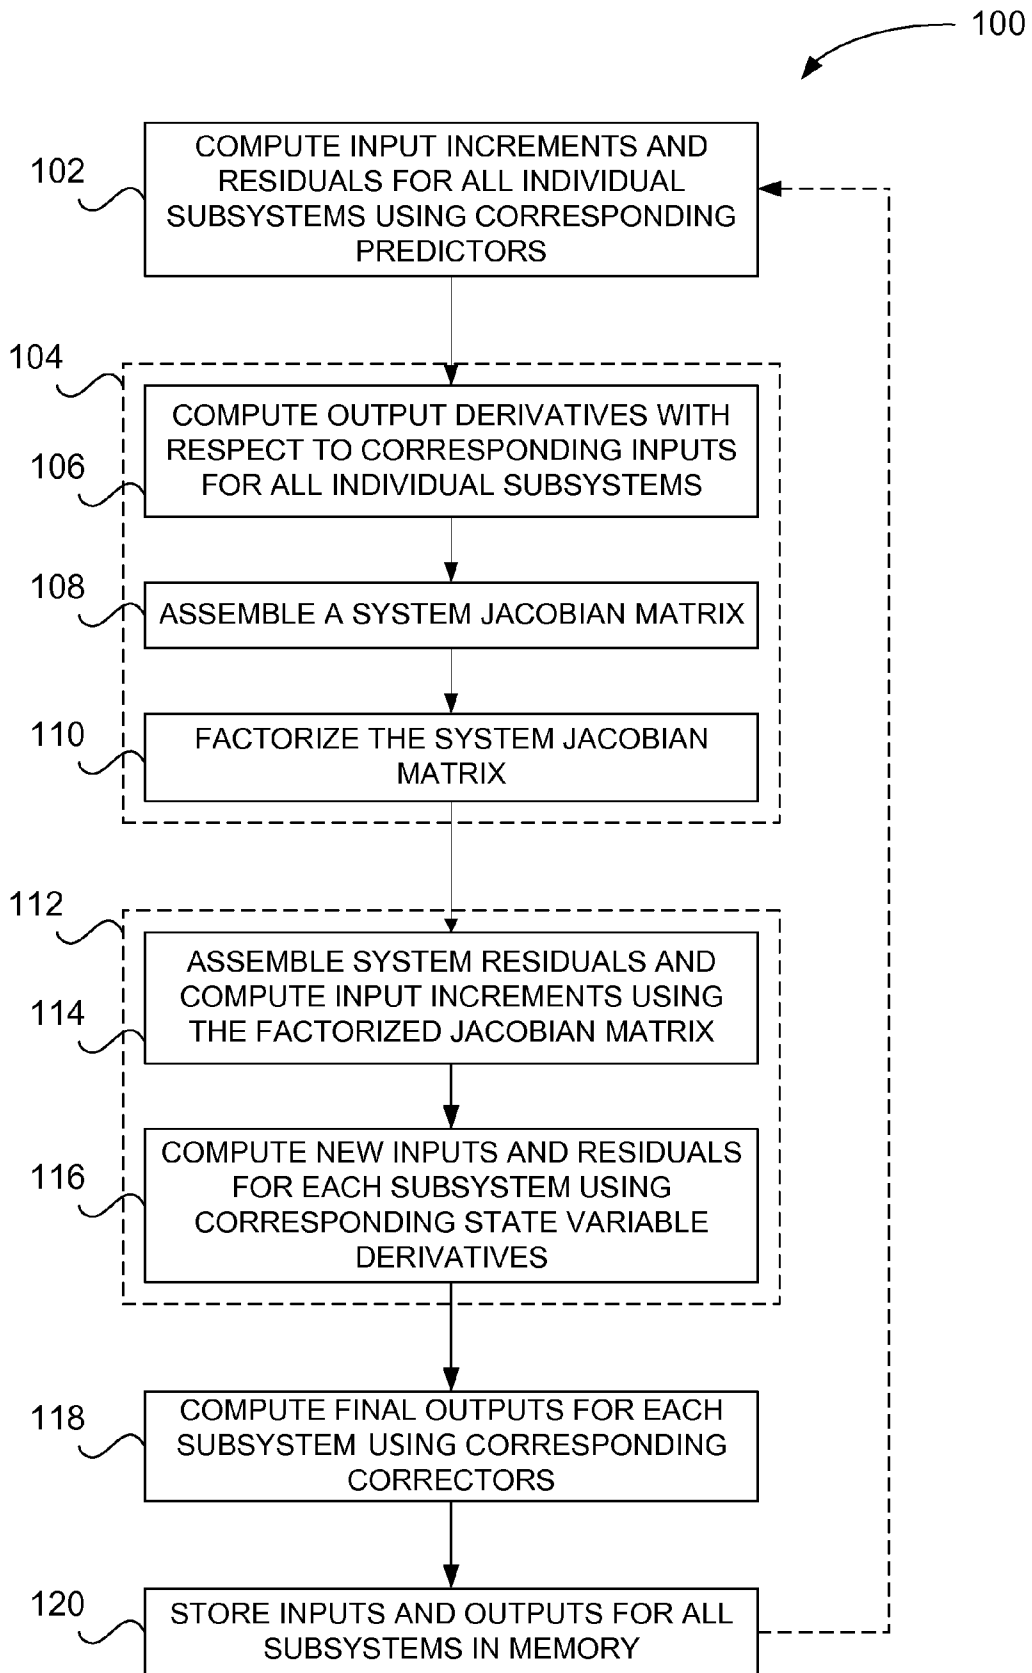 100
102
COMPUTE INPUT INCREMENTS AND
RESIDUALS FOR ALL INDIVIDUAL
SUBSYSTEMS USING CORRESPONDING
PREDICTORS
104
106
COMPUTE OUTPUT DERIVATIVES WITH
RESPECT TO CORRESPONDING INPUTS
FOR ALL INDIVIDUAL SUBSYSTEMS
108
ASSEMBLE A SYSTEM JACOBIAN MATRIX
110
FACTORIZE THE SYSTEM JACOBIAN
MATRIX
112
114
ASSEMBLE SYSTEM RESIDUALS AND
COMPUTE INPUT INCREMENTS USING
THE FACTORIZED JACOBIAN MATRIX
116
COMPUTE NEW INPUTS AND RESIDUALS
FOR EACH SUBSYSTEM USING
CORRESPONDING STATE VARIABLE
DERIVATIVES
118
COMPUTE FINAL OUTPUTS FOR EACH
SUBSYSTEM USING CORRESPONDING
CORRECTORS
120
STORE INPUTS AND OUTPUTS FOR ALL
SUBSYSTEMS IN MEMORY